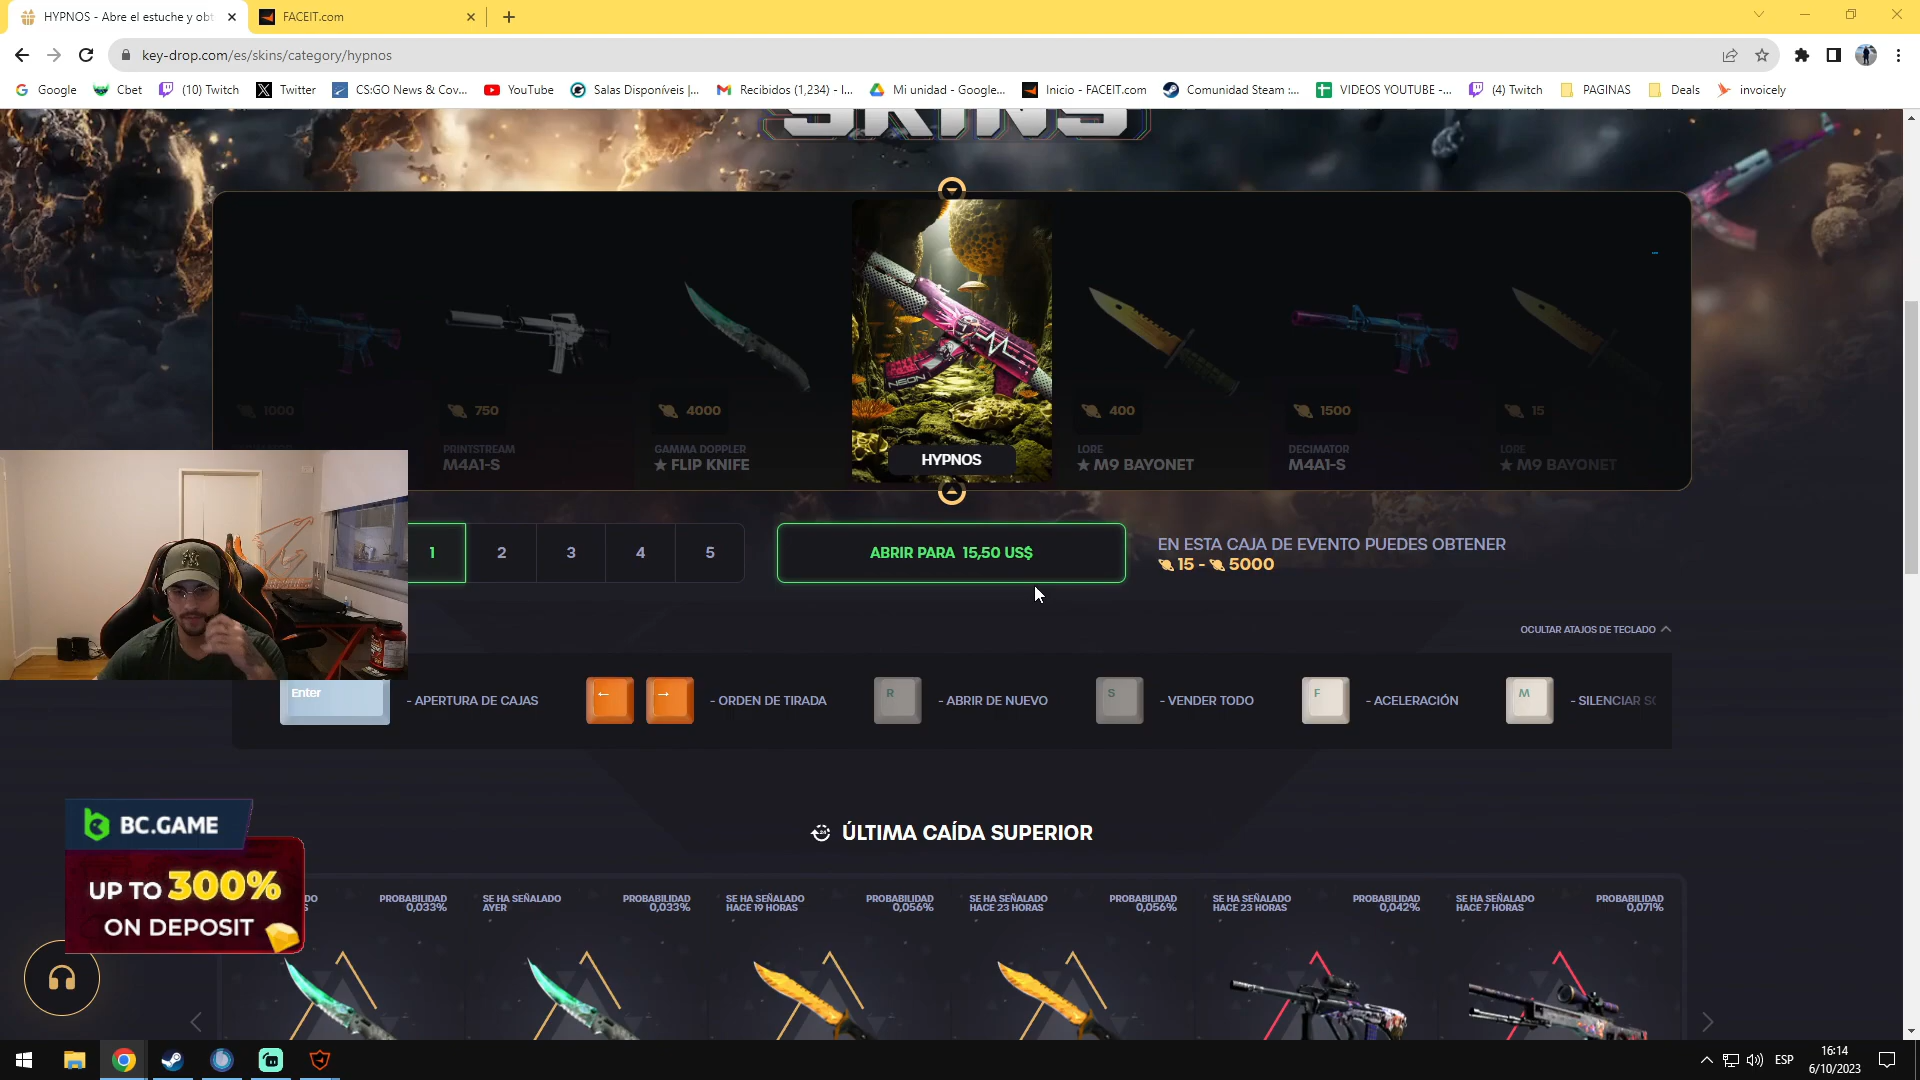 HYPNOS - Abre el estuche y obt
FACEIT.com
key-drop.com/es/skins/category/hypnos
Google
Cbet
(10) Twitch
Twitter
CS:GO News & Cov...
YouTube
Salas Disponíveis |...
Recibidos (1,234) - I...
Mi unidad - Google...
Inicio - FACEIT.com
Comunidad Steam :...
VIDEOS YOUTUBE -...
(4) Twitch
PAGINAS
Deals
invoicely
SKINS
1000
750
4000
400
1500
15
PRINTSTREAM
M4A1-S
GAMMA DOPPLER
★ FLIP KNIFE
NEON
HYPNOS
LORE
★ M9 BAYONET
DECIMATOR
M4A1-S
LORE
★ M9 BAYONET
1
2
3
4
5
ABRIR PARA 15,50 US$
EN ESTA CAJA DE EVENTO PUEDES OBTENER
15 - 5000
OCULTAR ATAJOS DE TECLADO
Enter
- APERTURA DE CAJAS
← → - ORDEN DE TIRADA
R - ABRIR DE NUEVO
S - VENDER TODO
F - ACELERACIÓN
M - SILENCIAR SO
ÚLTIMA CAÍDA SUPERIOR
BC.GAME
UP TO 300%
ON DEPOSIT
PROBABILIDAD
0,033%
SE HA SEÑALADO
AYER
PROBABILIDAD
0,033%
SE HA SEÑALADO
HACE 19 HORAS
PROBABILIDAD
0,056%
SE HA SEÑALADO
HACE 23 HORAS
PROBABILIDAD
0,056%
SE HA SEÑALADO
HACE 23 HORAS
PROBABILIDAD
0,042%
SE HA SEÑALADO
HACE 7 HORAS
PROBABILIDAD
0,071%
ESP
16:14
6/10/2023